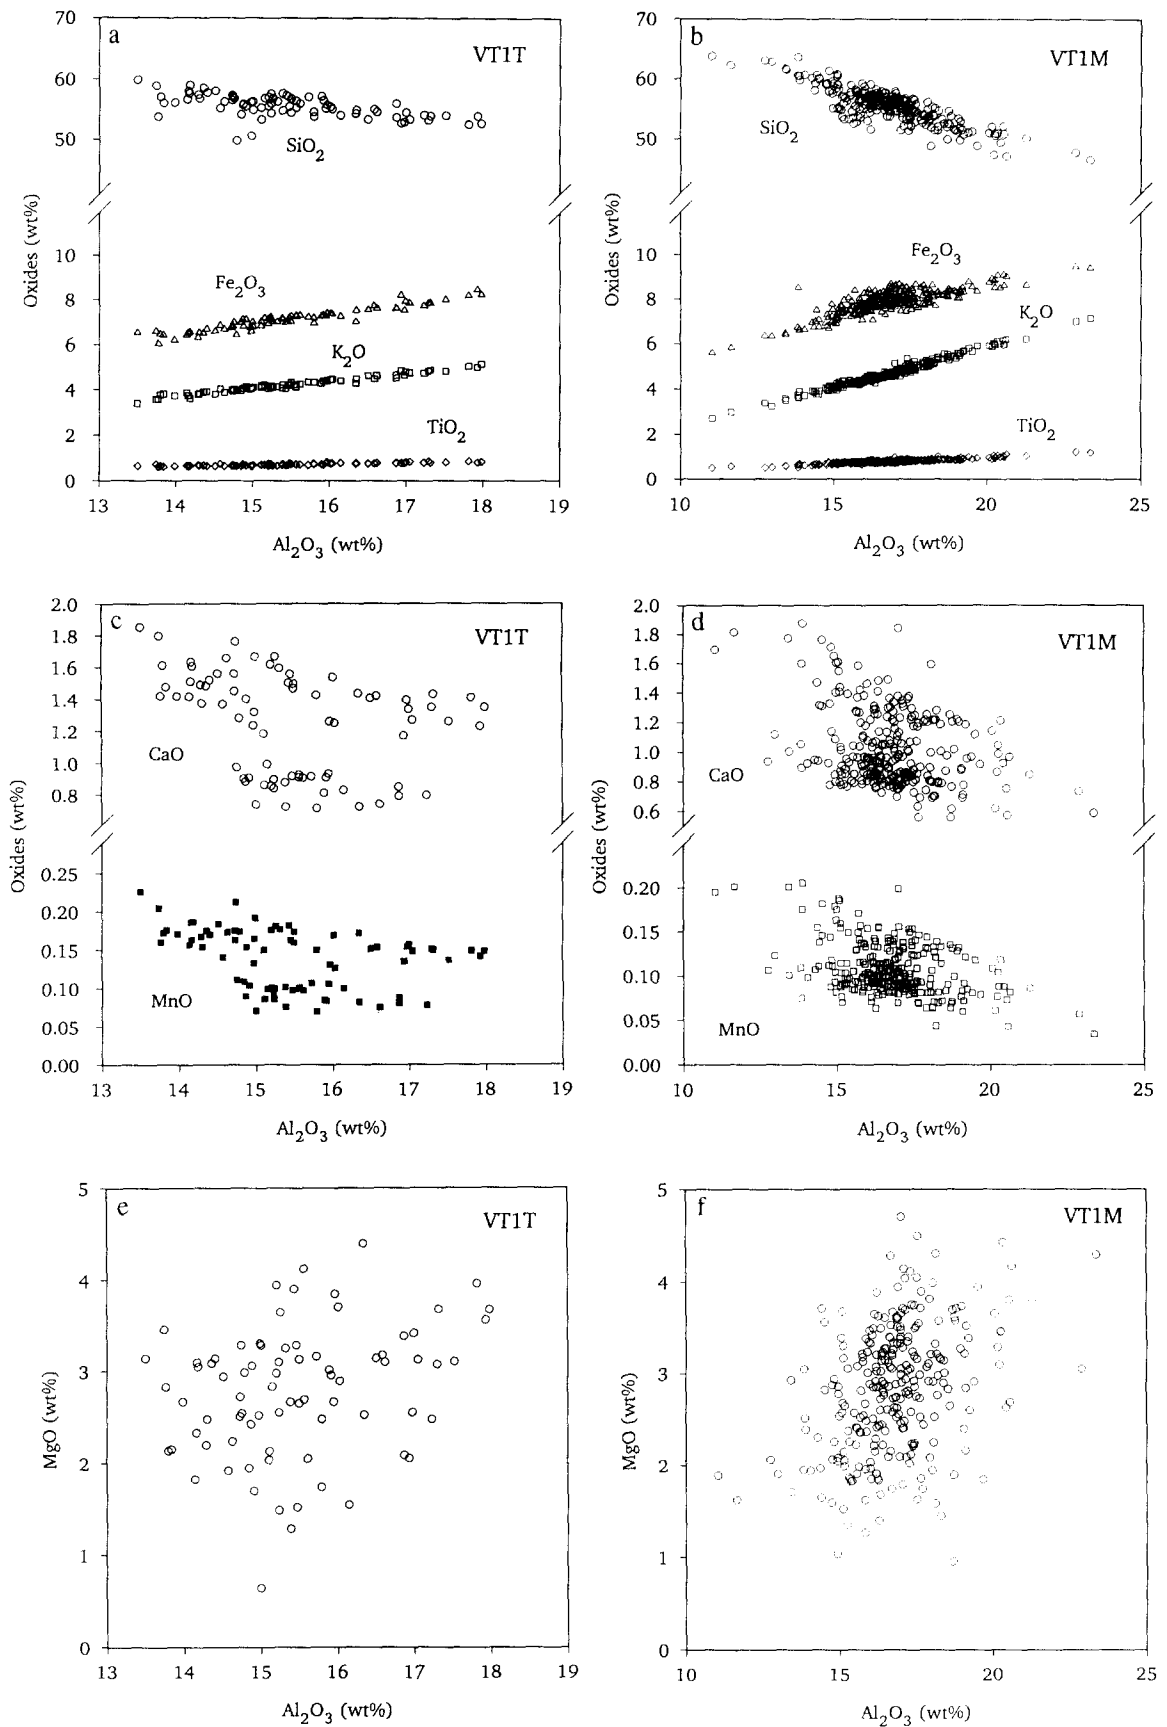 a VT1T
70
60
50
10
8
6
4
2
0
SiO2
Fe2O3
K2O
TiO2
Oxides (wt%)
13 14 15 16 17 18 19
Al2O3 (wt%)
b VT1M
70
60
50
10
8
6
4
2
0
SiO2
Fe2O3
K2O
TiO2
Oxides (wt%)
10 15 20 25
Al2O3 (wt%)
c VT1T
2.0
1.8
1.6
1.4
1.2
1.0
0.8
0.25
0.20
0.15
0.10
0.05
0.00
CaO
MnO
Oxides (wt%)
13 14 15 16 17 18 19
Al2O3 (wt%)
d VT1M
2.0
1.8
1.6
1.4
1.2
1.0
0.8
0.6
0.20
0.15
0.10
0.05
0.00
CaO
MnO
Oxides (wt%)
10 15 20 25
Al2O3 (wt%)
e VT1T
5
4
3
2
1
0
MgO (wt%)
13 14 15 16 17 18 19
Al2O3 (wt%)
f VT1M
5
4
3
2
1
0
MgO (wt%)
10 15 20 25
Al2O3 (wt%)